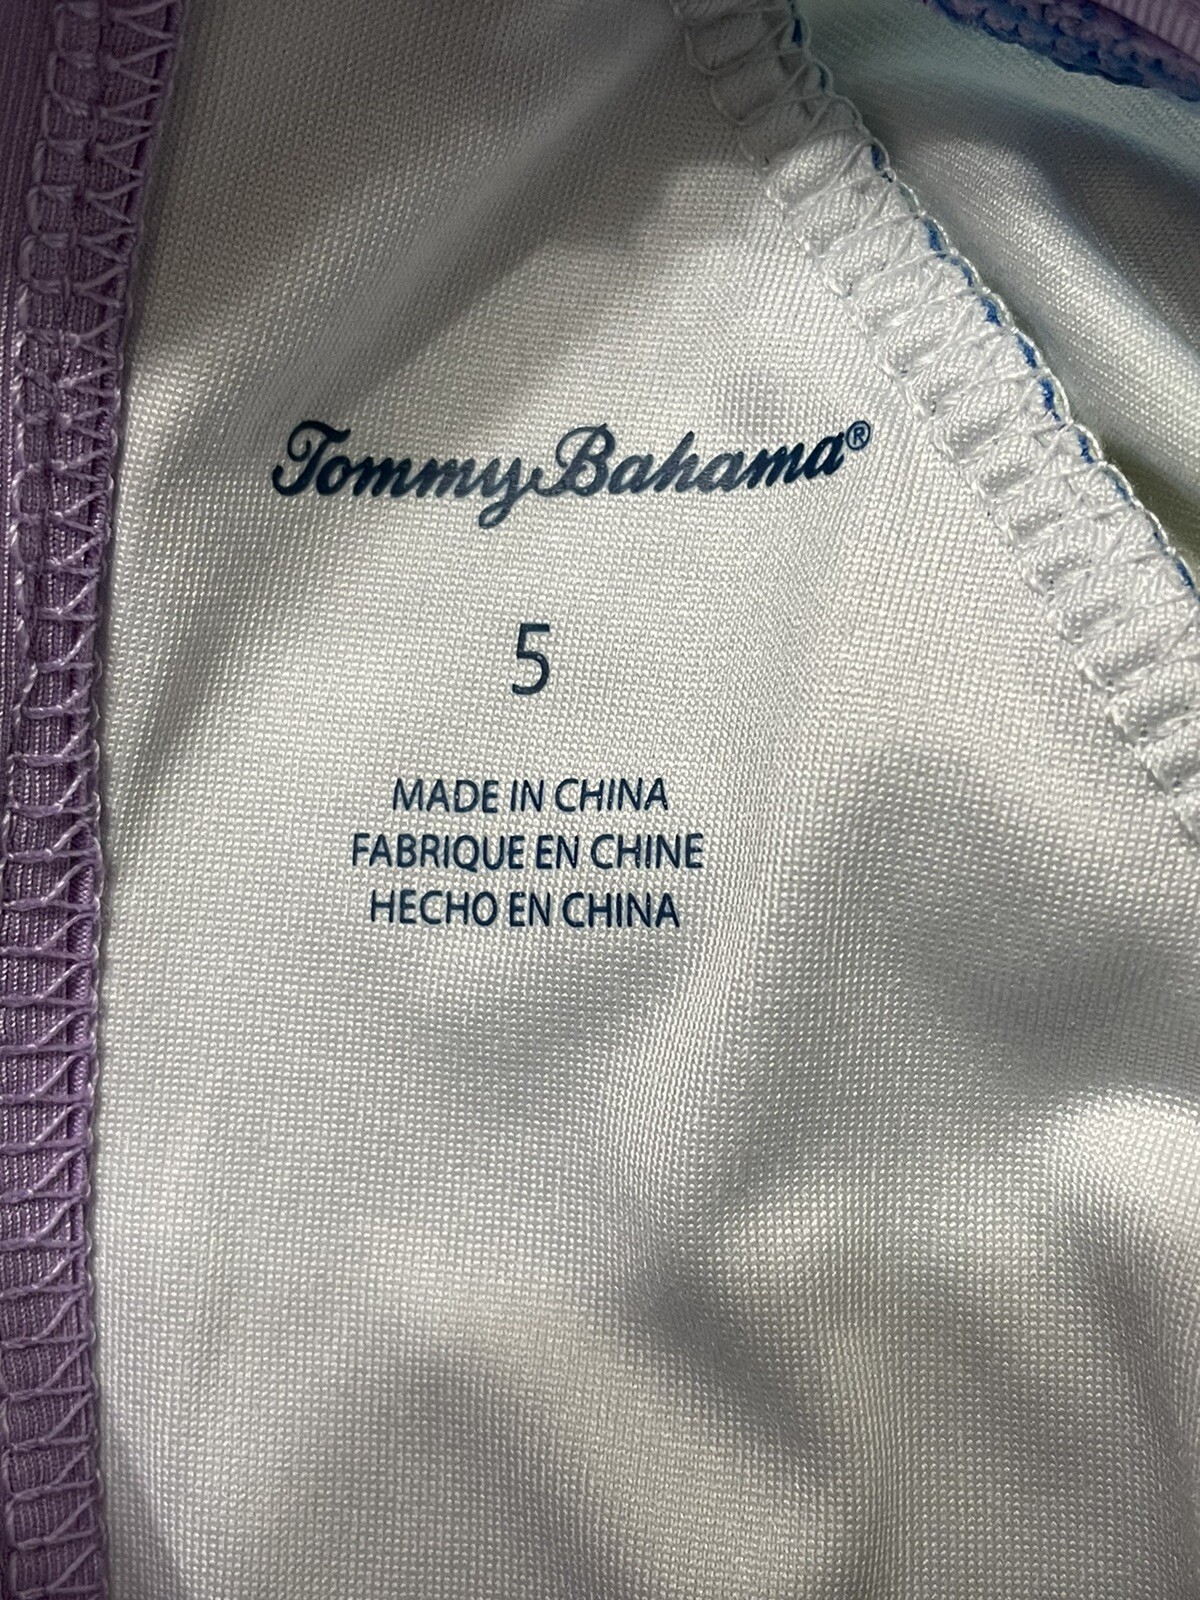 Tommy Bahama®
5
MADE IN CHINA
FABRIQUE EN CHINE
HECHO EN CHINA